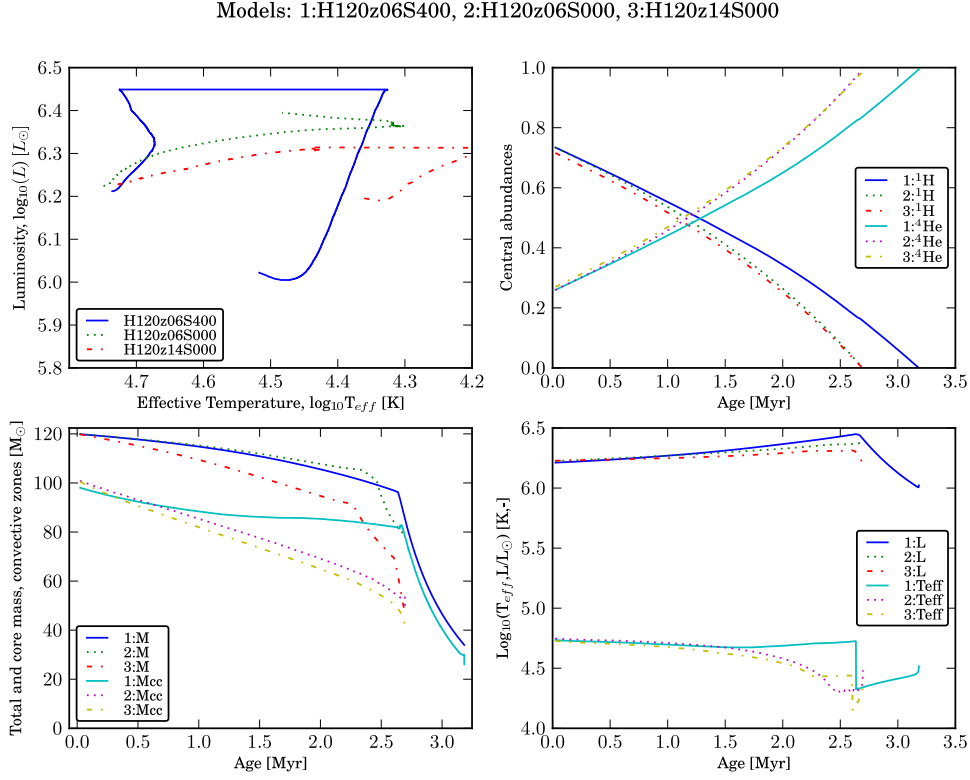 Models: 1:H120z06S400, 2:H120z06S000, 3:H120z14S000
Luminosity, log₁₀(L) [L⊙]
6.5
6.4
6.3
6.2
6.1
6.0
5.9
5.8
H120z06S400
H120z06S000
H120z14S000
4.7 4.6 4.5 4.4 4.3 4.2
Effective Temperature, log₁₀T_eff [K]
Central abundances
1.0
0.8
0.6
0.4
0.2
0.0
1:¹H
2:¹H
3:¹H
1:⁴He
2:⁴He
3:⁴He
0.0 0.5 1.0 1.5 2.0 2.5 3.0 3.5
Age [Myr]
Total and core mass, convective zones [M⊙]
120
100
80
60
40
20
0
1:M
2:M
3:M
1:Mcc
2:Mcc
3:Mcc
0.0 0.5 1.0 1.5 2.0 2.5 3.0
Age [Myr]
Log₁₀(T_eff,L/L⊙) [K,-]
6.5
6.0
5.5
5.0
4.5
4.0
1:L
2:L
3:L
1:Teff
2:Teff
3:Teff
0.0 0.5 1.0 1.5 2.0 2.5 3.0 3.5
Age [Myr]